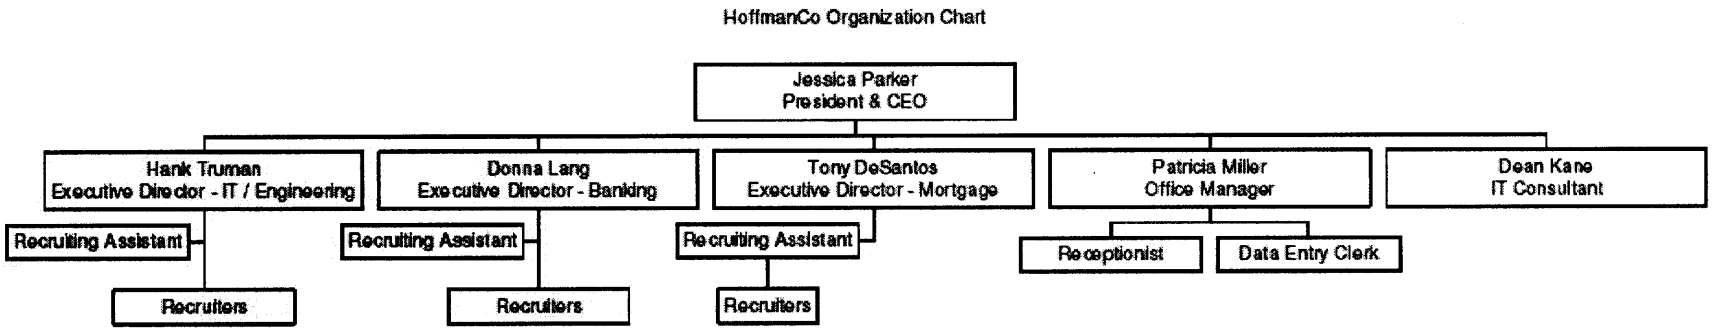 HoffmanCo Organization Chart
Jessica Parker
President & CEO
Hank Truman
Executive Director - IT / Engineering
Donna Lang
Executive Director - Banking
Tony DeSantos
Executive Director - Mortgage
Patricia Miller
Office Manager
Dean Kane
IT Consultant
Recruiting Assistant
Recruiting Assistant
Recruiting Assistant
Receptionist
Data Entry Clerk
Recruiters
Recruiters
Recruiters